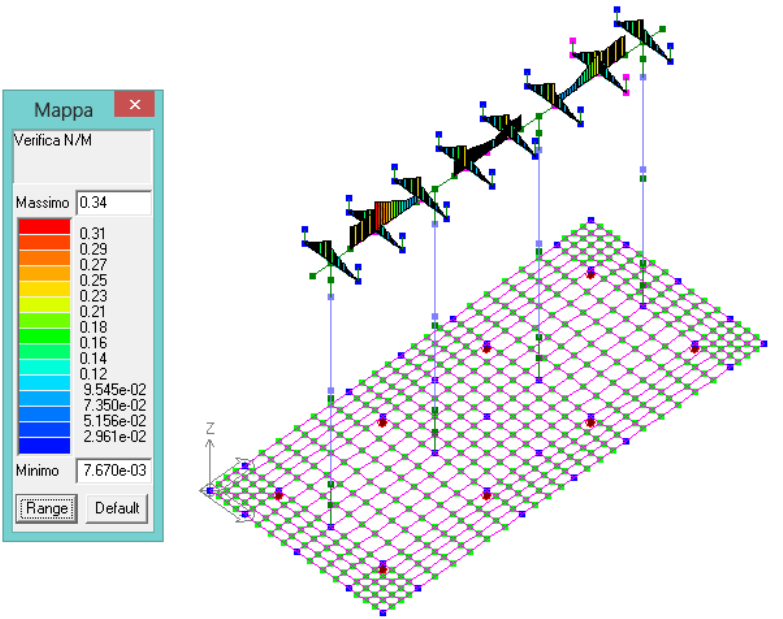 Mappa
Verifica N/M
Massimo 0.34
0.31
0.29
0.27
0.25
0.23
0.21
0.18
0.16
0.14
0.12
9.545e-02
7.350e-02
5.156e-02
2.961e-02
Minimo 7.670e-03
Range Default
Z